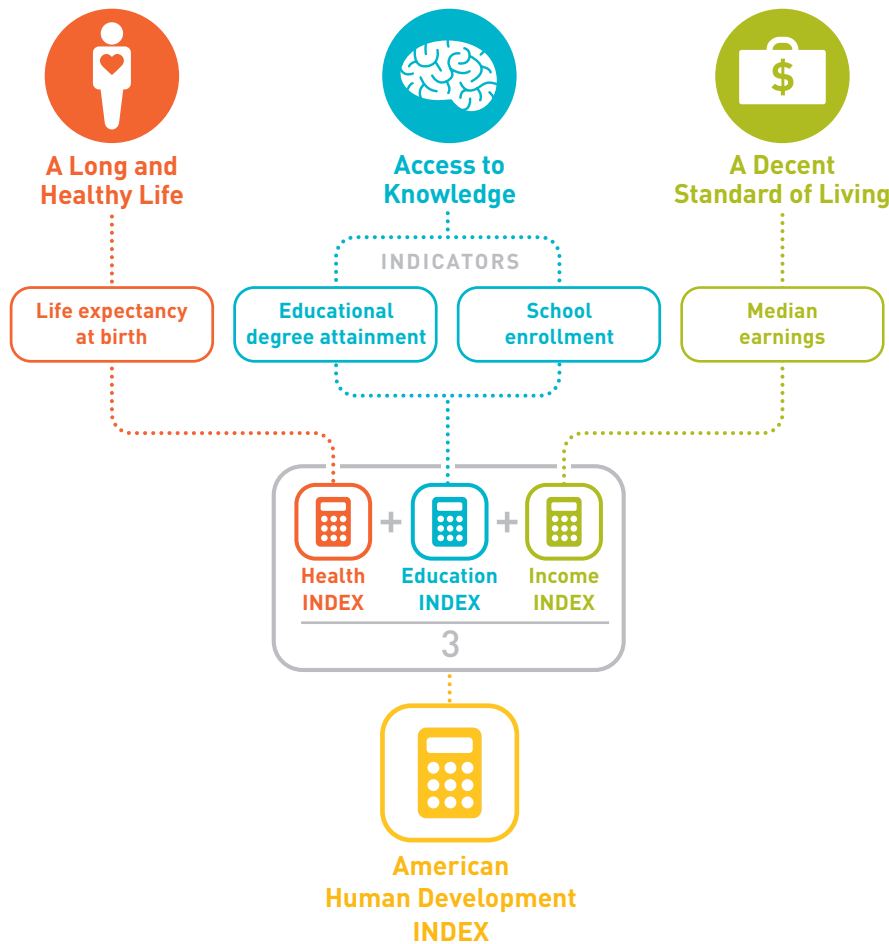 $
A Long and
Healthy Life
Access to
Knowledge
A Decent
Standard of Living
INDICATORS
Life expectancy
at birth
Educational
degree attainment
School
enrollment
Median
earnings
+
+
Health
INDEX
Education
INDEX
Income
INDEX
3
American
Human Development
INDEX